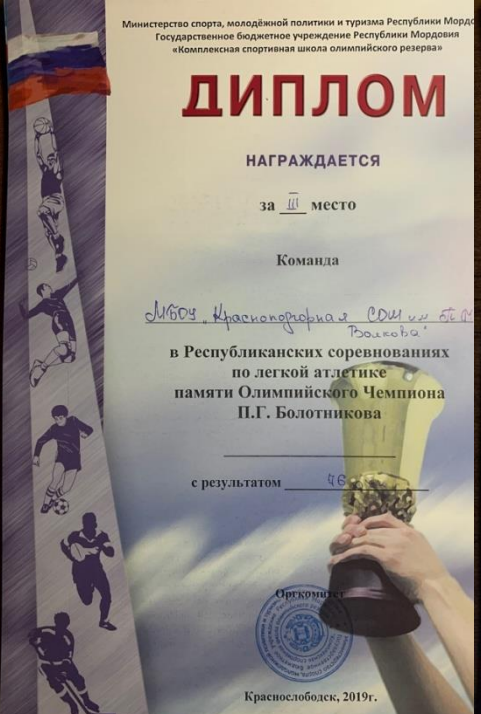 Министерство спорта, молодёжной политики и туризма Республики Мордо
Государственное бюджетное учреждение Республики Мордовия
«Комплексная спортивная школа олимпийского резерва»
ДИПЛОМ
НАГРАЖДАЕТСЯ
за III место
Команда
МБОУ „Красноподгорная СОШ им
Волкова"
в Республиканских соревнованиях
по легкой атлетике
памяти Олимпийского Чемпиона
П.Г. Болотникова
с результатом 46
Оргкомитет
Краснослободск, 2019г.